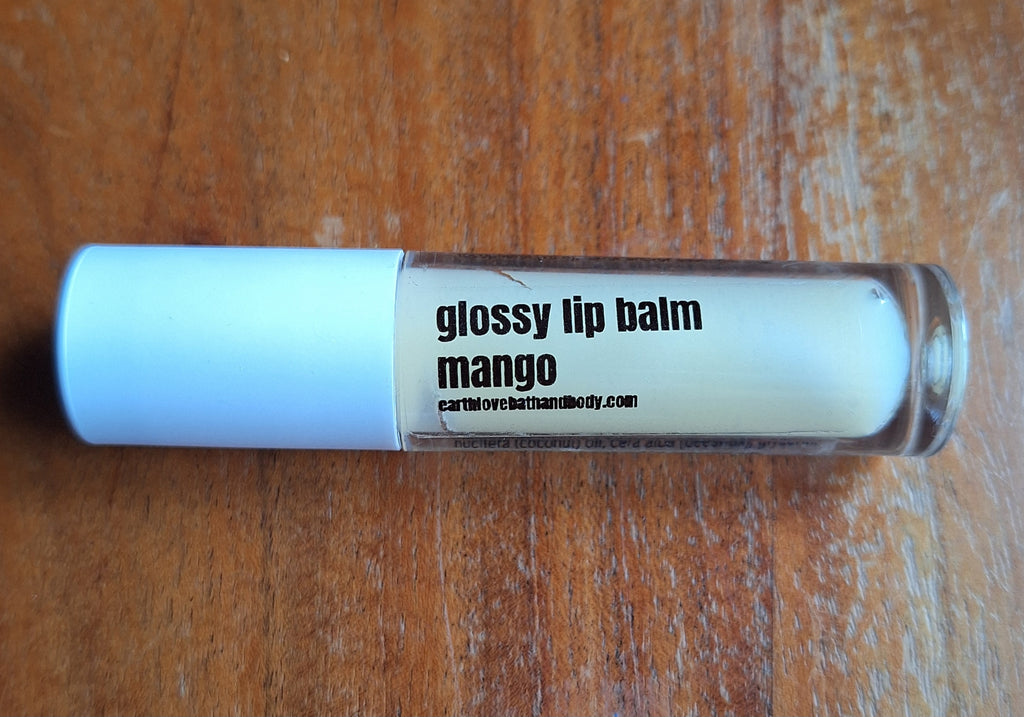 glossy lip balm
mango
earthlovebathandbody.com
nucifera (coconut) oil, cera alba (beeswax)